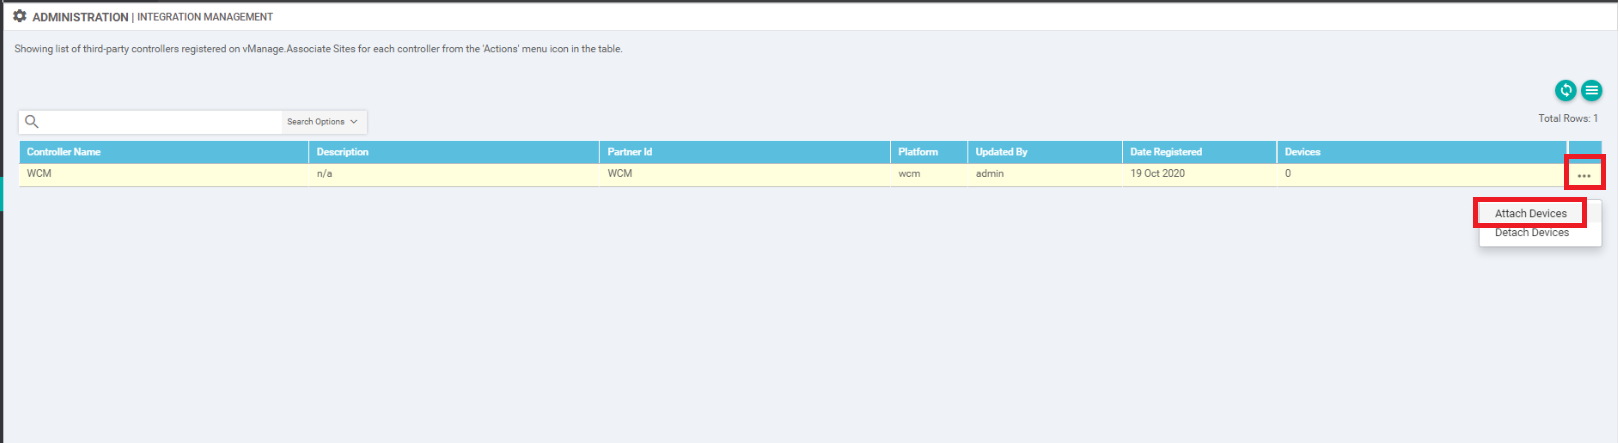 ADMINISTRATION | INTEGRATION MANAGEMENT
Showing list of third-party controllers registered on vManage.Associate Sites for each controller from the 'Actions' menu icon in the table.
Search Options
Total Rows: 1
Controller Name Description Partner Id Platform Updated By Date Registered Devices
WCM n/a WCM wcm admin 19 Oct 2020 0
Attach Devices
Detach Devices